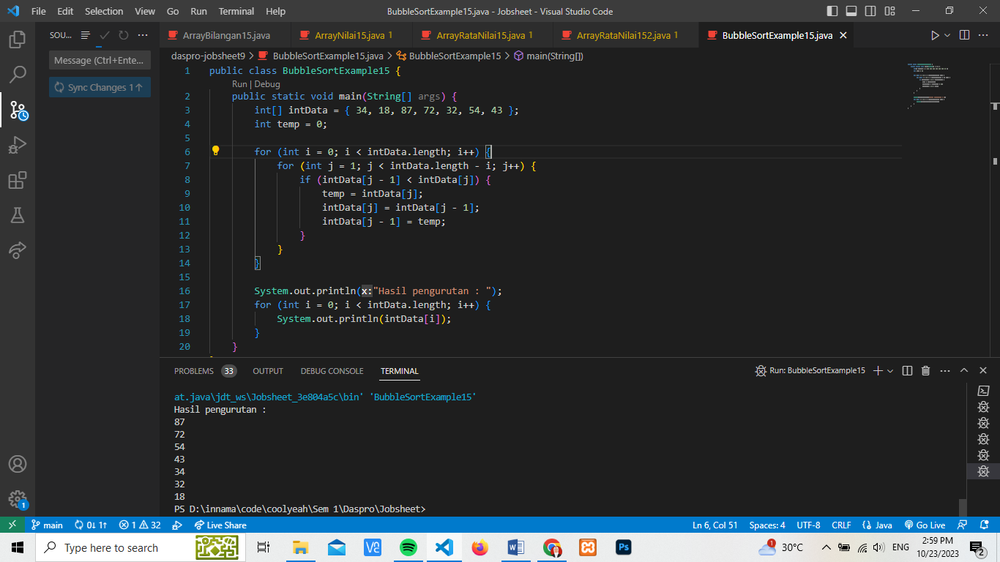 File Edit Selection View Go Run Terminal Help BubbleSortExample15.java - Jobsheet - Visual Studio Code
SOU...
Message (Ctrl+Ente...
Sync Changes 1↑
ArrayBilangan15.java ArrayNilai15.java 1 ArrayRataNilai15.java 1 ArrayRataNilai152.java 1 BubbleSortExample15.java
daspro-jobsheet9 > BubbleSortExample15.java > BubbleSortExample15 > main(String[])
1 public class BubbleSortExample15 {
Run | Debug
2 public static void main(String[] args) {
3 int[] intData = { 34, 18, 87, 72, 32, 54, 43 };
4 int temp = 0;
5
6 for (int i = 0; i < intData.length; i++) {
7 for (int j = 1; j < intData.length - i; j++) {
8 if (intData[j - 1] < intData[j]) {
9 temp = intData[j];
10 intData[j] = intData[j - 1];
11 intData[j - 1] = temp;
12 }
13 }
14 }
15
16 System.out.println(x:"Hasil pengurutan : ");
17 for (int i = 0; i < intData.length; i++) {
18 System.out.println(intData[i]);
19 }
20 }
PROBLEMS 33 OUTPUT DEBUG CONSOLE TERMINAL Run: BubbleSortExample15
at.java\jdt_ws\Jobsheet_3e804a5c\bin' 'BubbleSortExample15'
Hasil pengurutan :
87
72
54
43
34
32
18
PS D:\innama\code\coolyeah\Sem 1\Daspro\Jobsheet>
1
main 0↓ 1↑ 1 32 Live Share Ln 6, Col 51 Spaces: 4 UTF-8 CRLF {} Java Go Live
Type here to search 1 30°C ENG 2:59 PM
10/23/2023 2